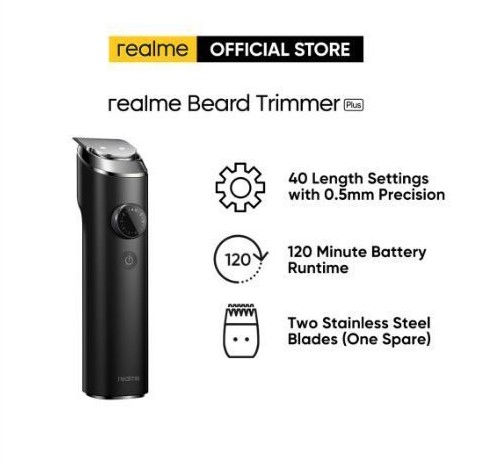 realme OFFICIAL STORE
realme Beard Trimmer Plus
40 Length Settings
with 0.5mm Precision
120
120 Minute Battery
Runtime
Two Stainless Steel
Blades (One Spare)
realme